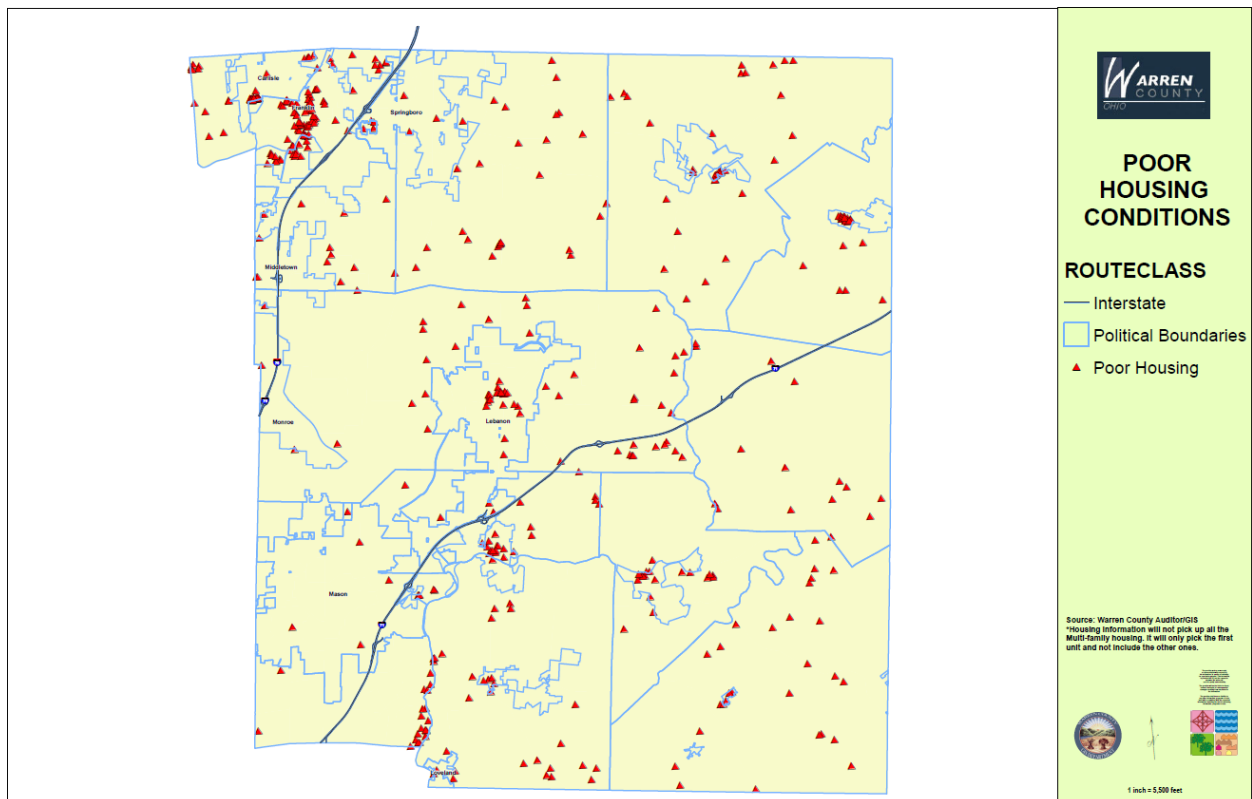 Carlisle
Franklin
Springboro
Middletown
Monroe
Lebanon
Mason
Loveland
WARREN
COUNTY
OHIO
POOR
HOUSING
CONDITIONS
ROUTECLASS
Interstate
Political Boundaries
Poor Housing
Source: Warren County Auditor/GIS
*Housing Information will not pick up all the
Multi-family housing. It will only pick the first
unit and not include the other ones.
1 inch = 5,500 feet